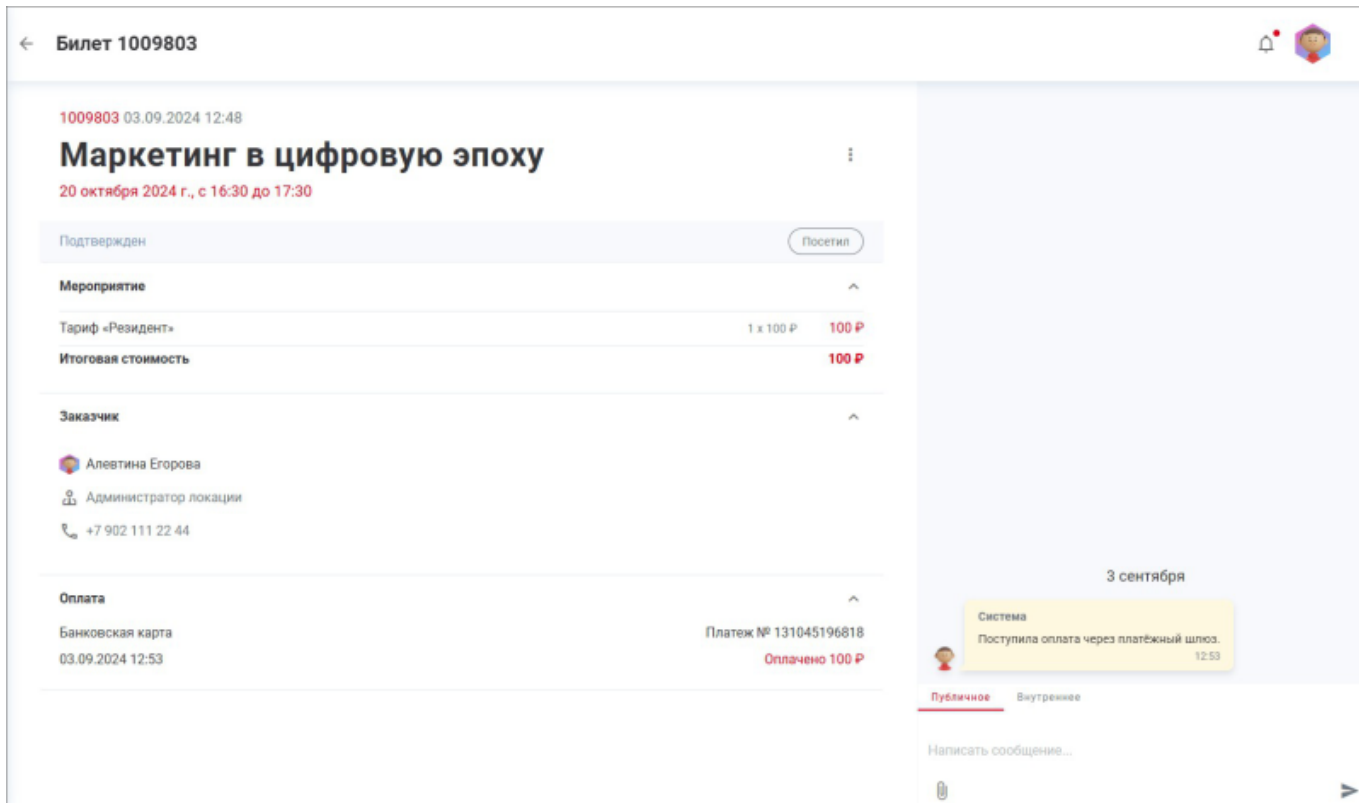 Билет 1009803
1009803 03.09.2024 12:48
Маркетинг в цифровую эпоху
20 октября 2024 г., с 16:30 до 17:30
Подтвержден
Посетил
Мероприятие
Тариф «Резидент» 1 x 100 ₽ 100 ₽
Итоговая стоимость 100 ₽
Заказчик
Алевтина Егорова
Администратор локации
+7 902 111 22 44
Оплата
Банковская карта Платеж № 131045196818
03.09.2024 12:53 Оплачено 100 ₽
3 сентября
Система
Поступила оплата через платёжный шлюз.
12:53
Публичное Внутреннее
Написать сообщение...